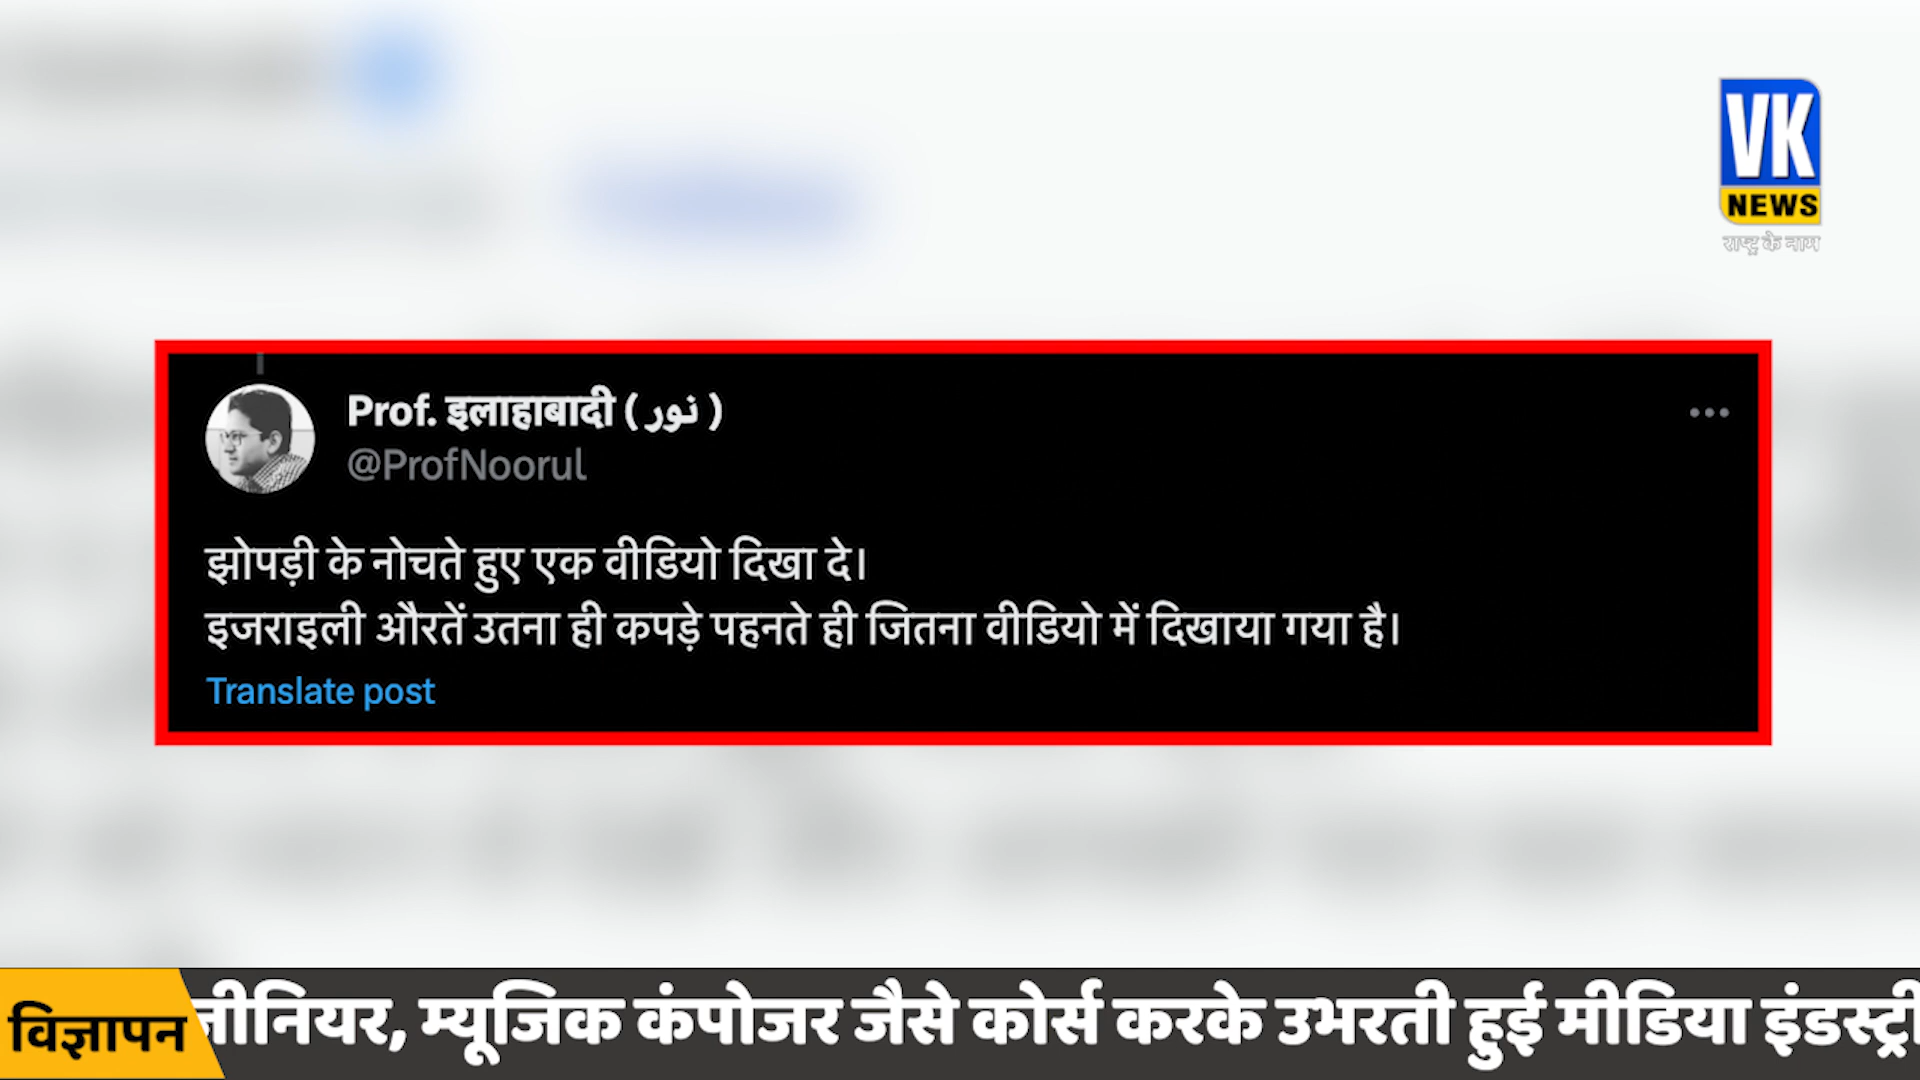 VK
NEWS
राष्ट्र के नाम
Prof. इलाहाबादी ( نور )
@ProfNoorul
झोपड़ी के नोचते हुए एक वीडियो दिखा दे।
इजराइली औरतें उतना ही कपड़े पहनते ही जितना वीडियो में दिखाया गया है।
Translate post
विज्ञापन
जीनियर, म्यूजिक कंपोजर जैसे कोर्स करके उभरती हुई मीडिया इंडस्ट्री